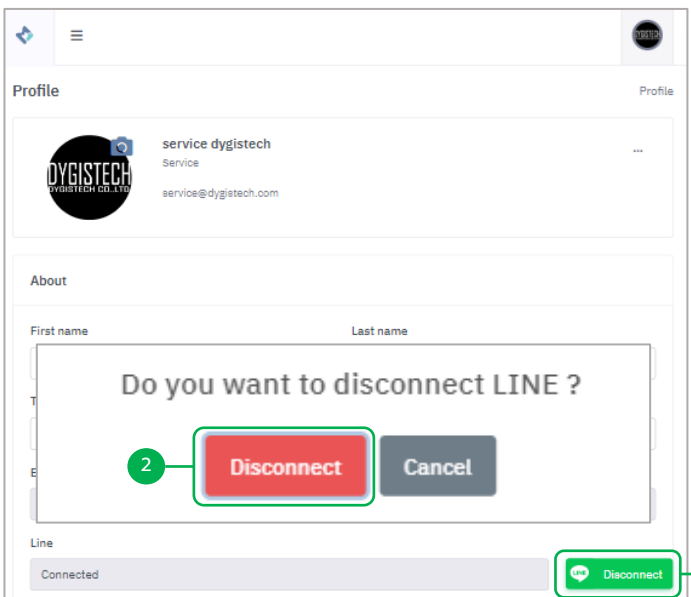 DYGISTECH
Profile
Profile
DYGISTECH
DYGISTECH CO.,LTD
service dygistech
Service
service@dygistech.com
...
About
First name
Last name
T
Do you want to disconnect LINE ?
2
Disconnect
Cancel
E
Line
Connected
LINE
Disconnect